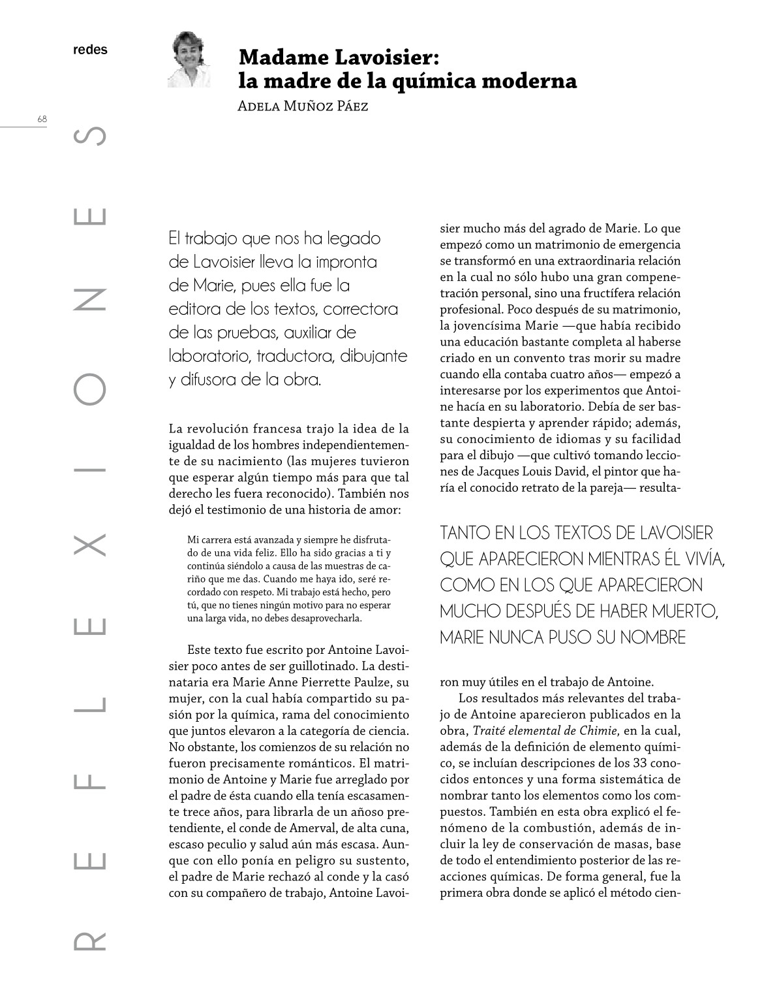 redes
Madame Lavoisier:
la madre de la química moderna
Adela Muñoz Páez
68
REFLEXIONES
El trabajo que nos ha legado
de Lavoisier lleva la impronta
de Marie, pues ella fue la
editora de los textos, correctora
de las pruebas, auxiliar de
laboratorio, traductora, dibujante
y difusora de la obra.
La revolución francesa trajo la idea de la
igualdad de los hombres independientemen-
te de su nacimiento (las mujeres tuvieron
que esperar algún tiempo más para que tal
derecho les fuera reconocido). También nos
dejó el testimonio de una historia de amor:
Mi carrera está avanzada y siempre he disfruta-
do de una vida feliz. Ello ha sido gracias a ti y
continúa siéndolo a causa de las muestras de ca-
riño que me das. Cuando me haya ido, seré re-
cordado con respeto. Mi trabajo está hecho, pero
tú, que no tienes ningún motivo para no esperar
una larga vida, no debes desaprovecharla.
Este texto fue escrito por Antoine Lavoi-
sier poco antes de ser guillotinado. La desti-
nataria era Marie Anne Pierrette Paulze, su
mujer, con la cual había compartido su pa-
sión por la química, rama del conocimiento
que juntos elevaron a la categoría de ciencia.
No obstante, los comienzos de su relación no
fueron precisamente románticos. El matri-
monio de Antoine y Marie fue arreglado por
el padre de ésta cuando ella tenía escasamen-
te trece años, para librarla de un añoso pre-
tendiente, el conde de Amerval, de alta cuna,
escaso peculio y salud aún más escasa. Aun-
que con ello ponía en peligro su sustento,
el padre de Marie rechazó al conde y la casó
con su compañero de trabajo, Antoine Lavoi-
sier mucho más del agrado de Marie. Lo que
empezó como un matrimonio de emergencia
se transformó en una extraordinaria relación
en la cual no sólo hubo una gran compene-
tración personal, sino una fructífera relación
profesional. Poco después de su matrimonio,
la jovencísima Marie —que había recibido
una educación bastante completa al haberse
criado en un convento tras morir su madre
cuando ella contaba cuatro años— empezó a
interesarse por los experimentos que Antoi-
ne hacía en su laboratorio. Debía de ser bas-
tante despierta y aprender rápido; además,
su conocimiento de idiomas y su facilidad
para el dibujo —que cultivó tomando leccio-
nes de Jacques Louis David, el pintor que ha-
ría el conocido retrato de la pareja— resulta-
TANTO EN LOS TEXTOS DE LAVOISIER
QUE APARECIERON MIENTRAS ÉL VIVÍA,
COMO EN LOS QUE APARECIERON
MUCHO DESPUÉS DE HABER MUERTO,
MARIE NUNCA PUSO SU NOMBRE
ron muy útiles en el trabajo de Antoine.
Los resultados más relevantes del traba-
jo de Antoine aparecieron publicados en la
obra, Traité elemental de Chimie, en la cual,
además de la definición de elemento quími-
co, se incluían descripciones de los 33 cono-
cidos entonces y una forma sistemática de
nombrar tanto los elementos como los com-
puestos. También en esta obra explicó el fe-
nómeno de la combustión, además de in-
cluir la ley de conservación de masas, base
de todo el entendimiento posterior de las re-
acciones químicas. De forma general, fue la
primera obra donde se aplicó el método cien-